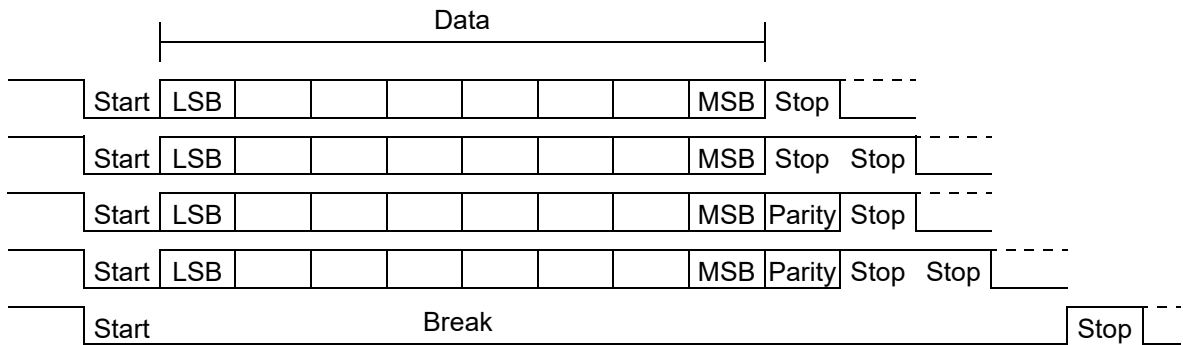 Data
Start LSB MSB Stop
Start LSB MSB Stop Stop
Start LSB MSB Parity Stop
Start LSB MSB Parity Stop Stop
Start Break Stop